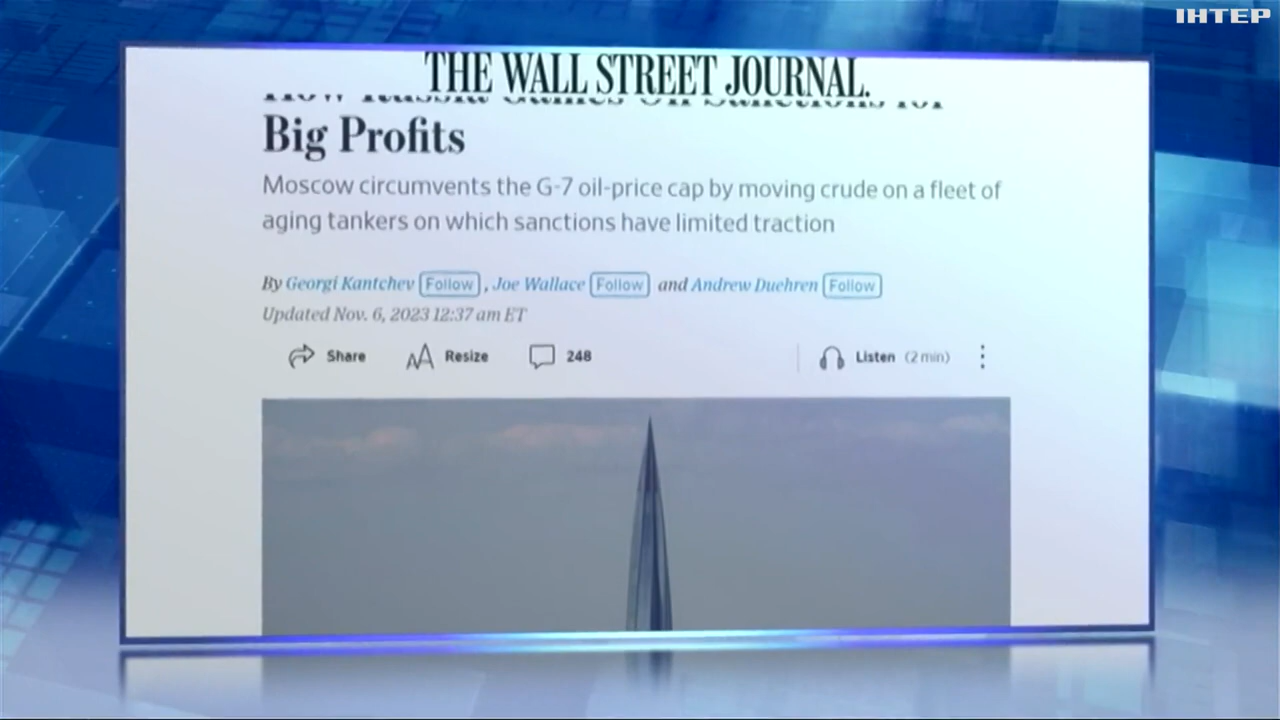 ІНТЕР
THE WALL STREET JOURNAL.
Big Profits
Moscow circumvents the G-7 oil-price cap by moving crude on a fleet of
aging tankers on which sanctions have limited traction
By Georgi Kantchev Follow , Joe Wallace Follow and Andrew Duehren Follow
Updated Nov. 6, 2023 12:37 am ET
Share Resize 248 Listen (2 min)